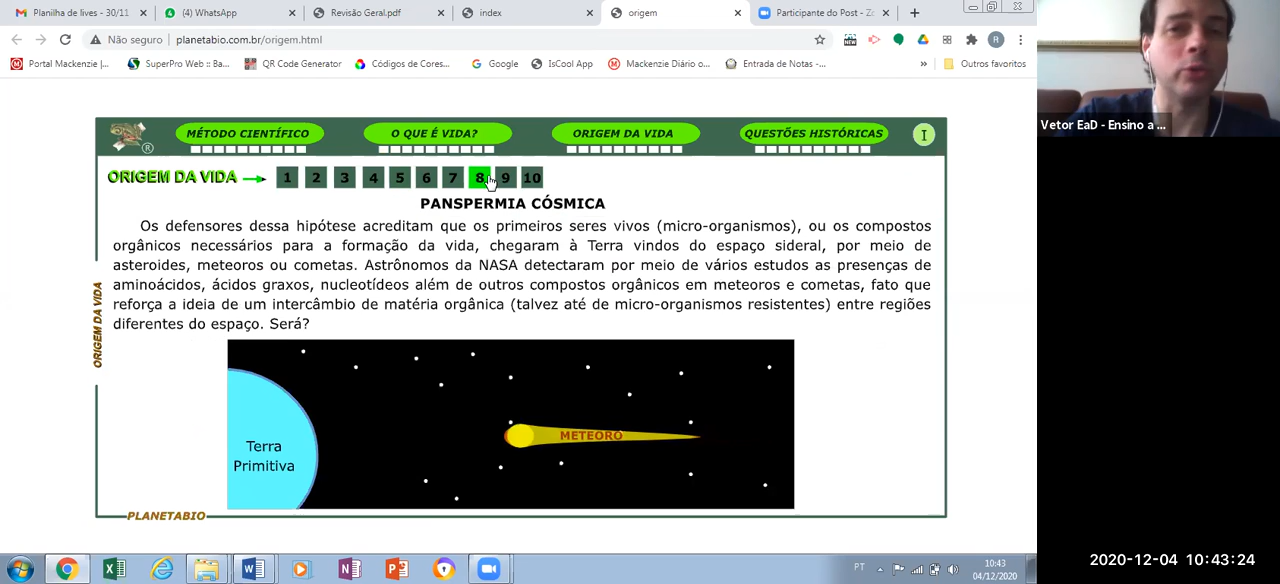 Planilha de lives - 30/11
(4) WhatsApp
Revisão Geral.pdf
index
origem
Participante do Post - Zo
Não seguro
planetabio.com.br/origem.html
R
Portal Mackenzie |...
SuperPro Web :: Ba...
QR Code Generator
Códigos de Cores...
Google
IsCool App
Mackenzie Diário o...
Entrada de Notas -...
»
Outros favoritos
Vetor EaD - Ensino a ...
MÉTODO CIENTÍFICO
O QUE É VIDA?
ORIGEM DA VIDA
QUESTÕES HISTÓRICAS
I
®
ORIGEM DA VIDA
1 2 3 4 5 6 7 8 9 10
PANSPERMIA CÓSMICA
Os defensores dessa hipótese acreditam que os primeiros seres vivos (micro-organismos), ou os compostos
orgânicos necessários para a formação da vida, chegaram à Terra vindos do espaço sideral, por meio de
asteroides, meteoros ou cometas. Astrônomos da NASA detectaram por meio de vários estudos as presenças de
aminoácidos, ácidos graxos, nucleotídeos além de outros compostos orgânicos em meteoros e cometas, fato que
reforça a ideia de um intercâmbio de matéria orgânica (talvez até de micro-organismos resistentes) entre regiões
diferentes do espaço. Será?
ORIGEM DA VIDA
METEORO
Terra
Primitiva
PLANETABIO
PT
10:43
04/12/2020
2020-12-04 10:43:24